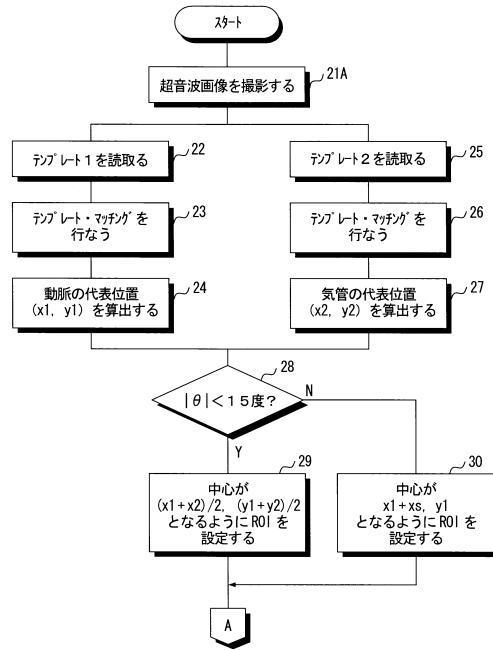 スタート
超音波画像を撮影する
21A
テンプレート1を読取る
22
テンプレート2を読取る
25
テンプレート・マッチングを
行なう
23
テンプレート・マッチングを
行なう
26
動脈の代表位置
(x1, y1) を算出する
24
気管の代表位置
(x2, y2) を算出する
27
|θ|<15度?
28
N
Y
中心が
(x1+x2)/2, (y1+y2)/2
となるようにROIを
設定する
29
中心が
x1+xs, y1
となるようにROIを
設定する
30
A